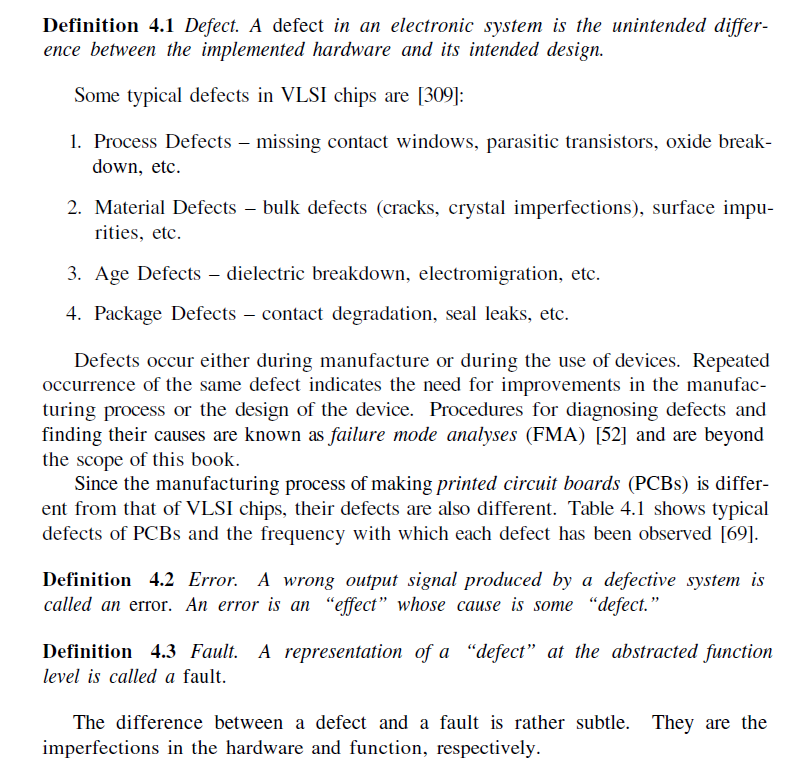 Definition 4.1 Defect. A defect in an electronic system is the unintended differ-
ence between the implemented hardware and its intended design.
Some typical defects in VLSI chips are [309]:
1. Process Defects – missing contact windows, parasitic transistors, oxide break-
down, etc.
2. Material Defects – bulk defects (cracks, crystal imperfections), surface impu-
rities, etc.
3. Age Defects – dielectric breakdown, electromigration, etc.
4. Package Defects – contact degradation, seal leaks, etc.
Defects occur either during manufacture or during the use of devices. Repeated
occurrence of the same defect indicates the need for improvements in the manufac-
turing process or the design of the device. Procedures for diagnosing defects and
finding their causes are known as failure mode analyses (FMA) [52] and are beyond
the scope of this book.
Since the manufacturing process of making printed circuit boards (PCBs) is differ-
ent from that of VLSI chips, their defects are also different. Table 4.1 shows typical
defects of PCBs and the frequency with which each defect has been observed [69].
Definition 4.2 Error. A wrong output signal produced by a defective system is
called an error. An error is an “effect” whose cause is some “defect.”
Definition 4.3 Fault. A representation of a “defect” at the abstracted function
level is called a fault.
The difference between a defect and a fault is rather subtle. They are the
imperfections in the hardware and function, respectively.